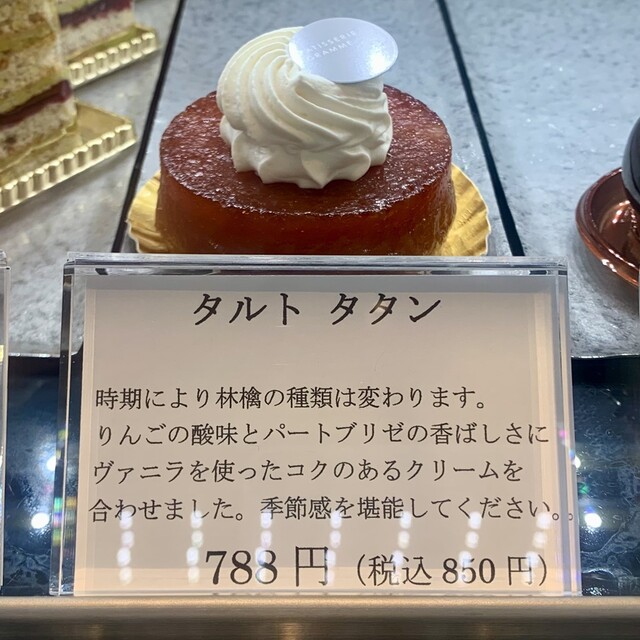 PATISSERIE
GRAMME
タルト タタン
時期により林檎の種類は変わります。
りんごの酸味とパートブリゼの香ばしさに
ヴァニラを使ったコクのあるクリームを
合わせました。季節感を堪能してください。
788 円 (税込 850 円)